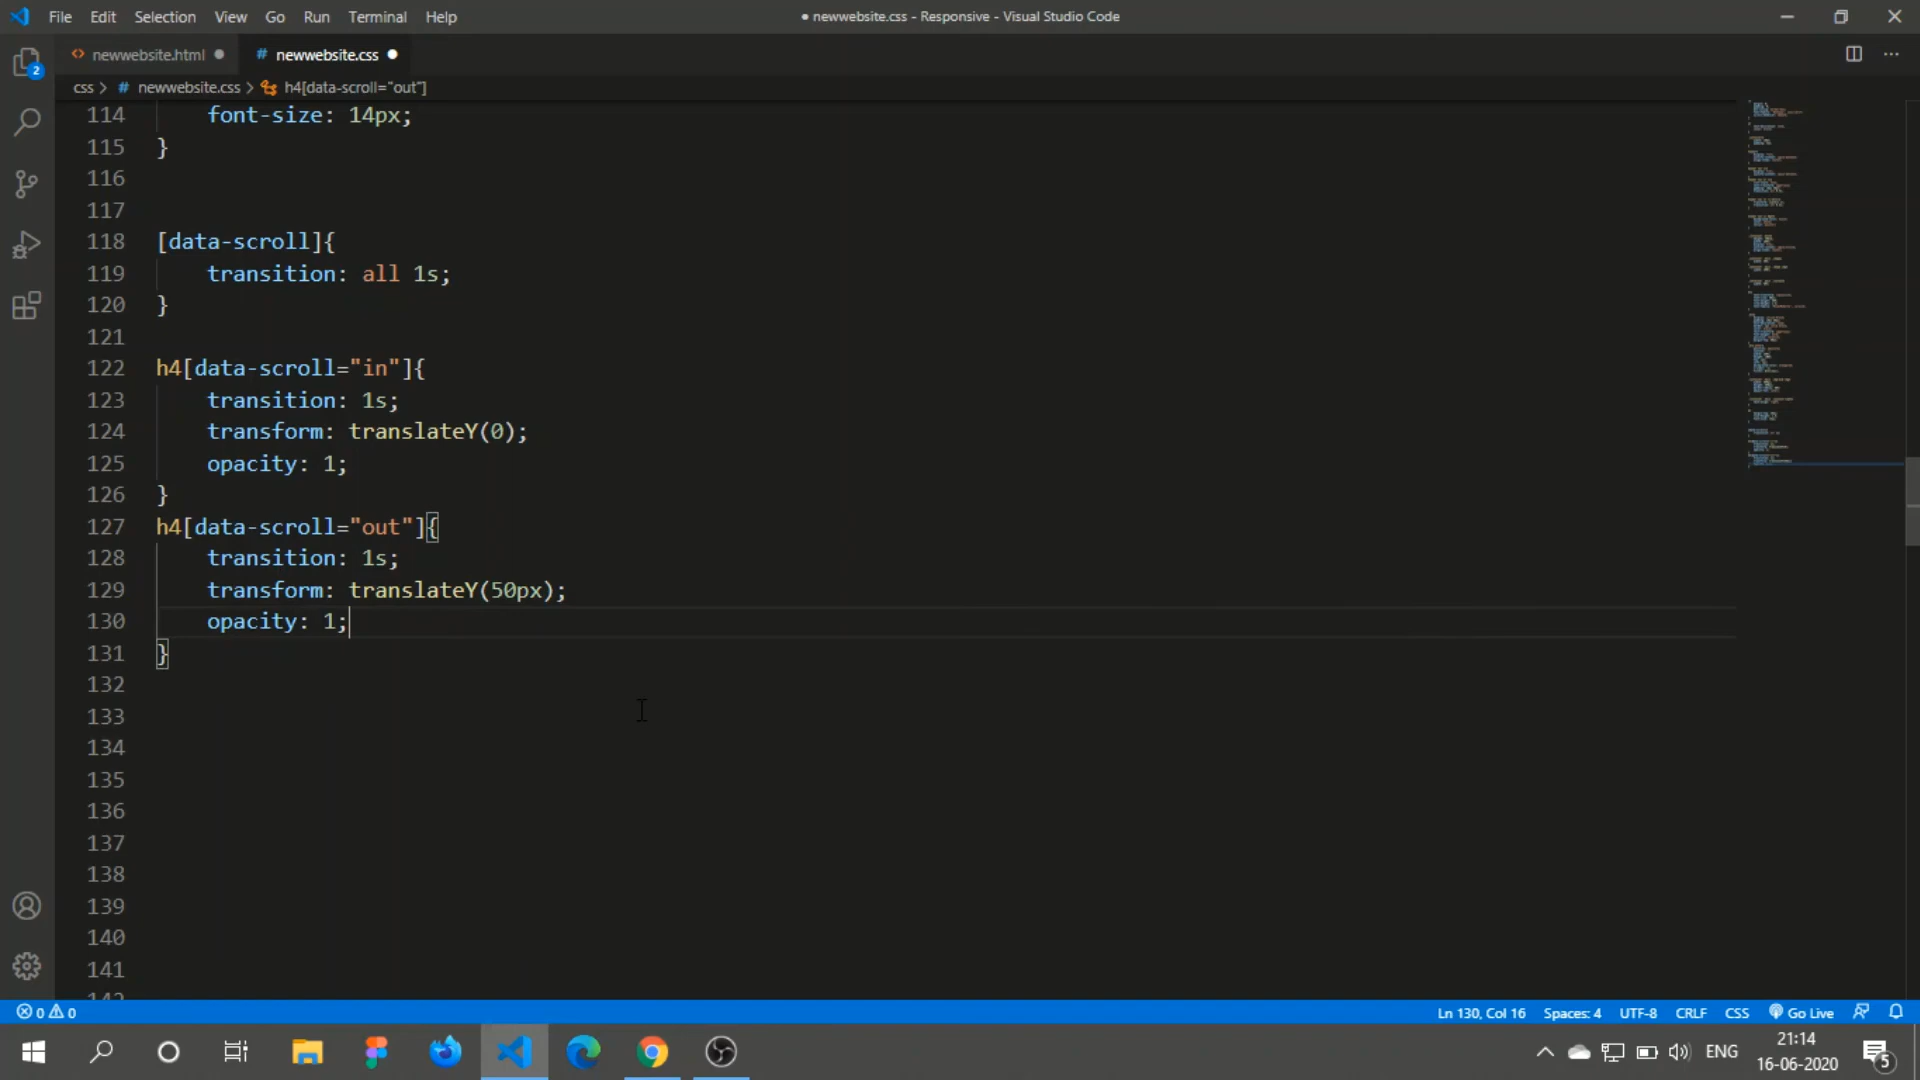 File Edit Selection View Go Run Terminal Help
● newwebsite.css - Responsive - Visual Studio Code
newwebsite.html ●
# newwebsite.css ●
css > # newwebsite.css > h4[data-scroll="out"]
114 font-size: 14px;
115 }
116
117
118 [data-scroll]{
119 transition: all 1s;
120 }
121
122 h4[data-scroll="in"]{
123 transition: 1s;
124 transform: translateY(0);
125 opacity: 1;
126 }
127 h4[data-scroll="out"]{
128 transition: 1s;
129 transform: translateY(50px);
130 opacity: 1;
131 }
132
133
134
135
136
137
138
139
140
141
2
0 0
Ln 130, Col 16 Spaces: 4 UTF-8 CRLF CSS Go Live
ENG
21:14
16-06-2020
5